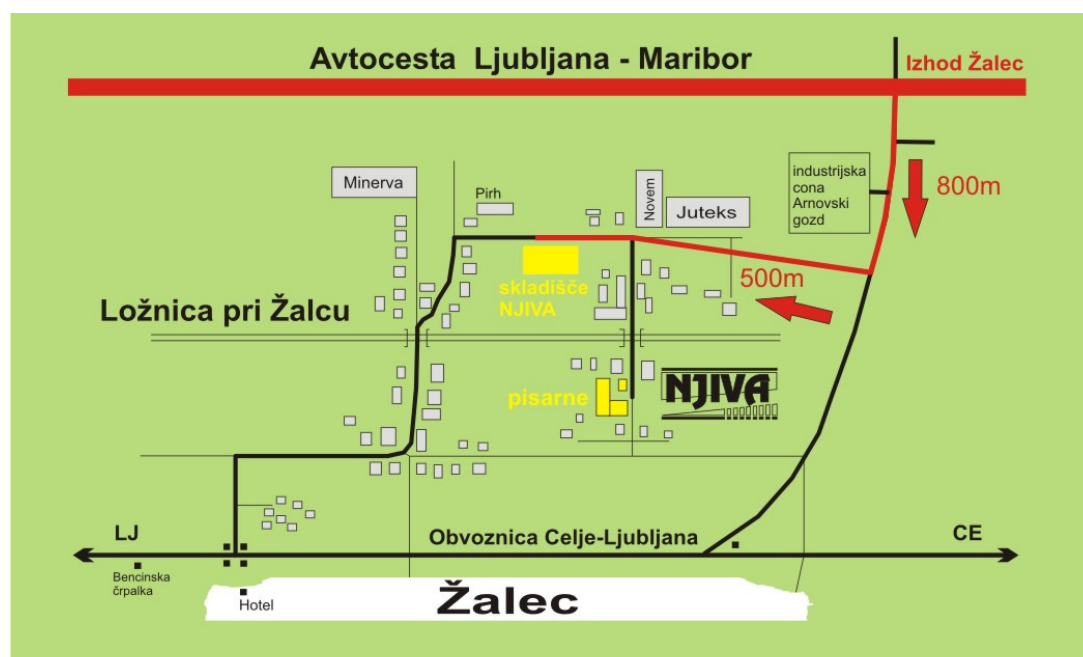 Avtocesta Ljubljana - Maribor
Izhod Žalec
800m
industrijska
cona
Arnovski
gozd
Minerva
Pirh
Novem
Juteks
500m
skladišče
NJIVA
Ložnica pri Žalcu
pisarne
NJIVA
LJ
Obvoznica Celje-Ljubljana
CE
Bencinska
črpalka
Hotel
Žalec